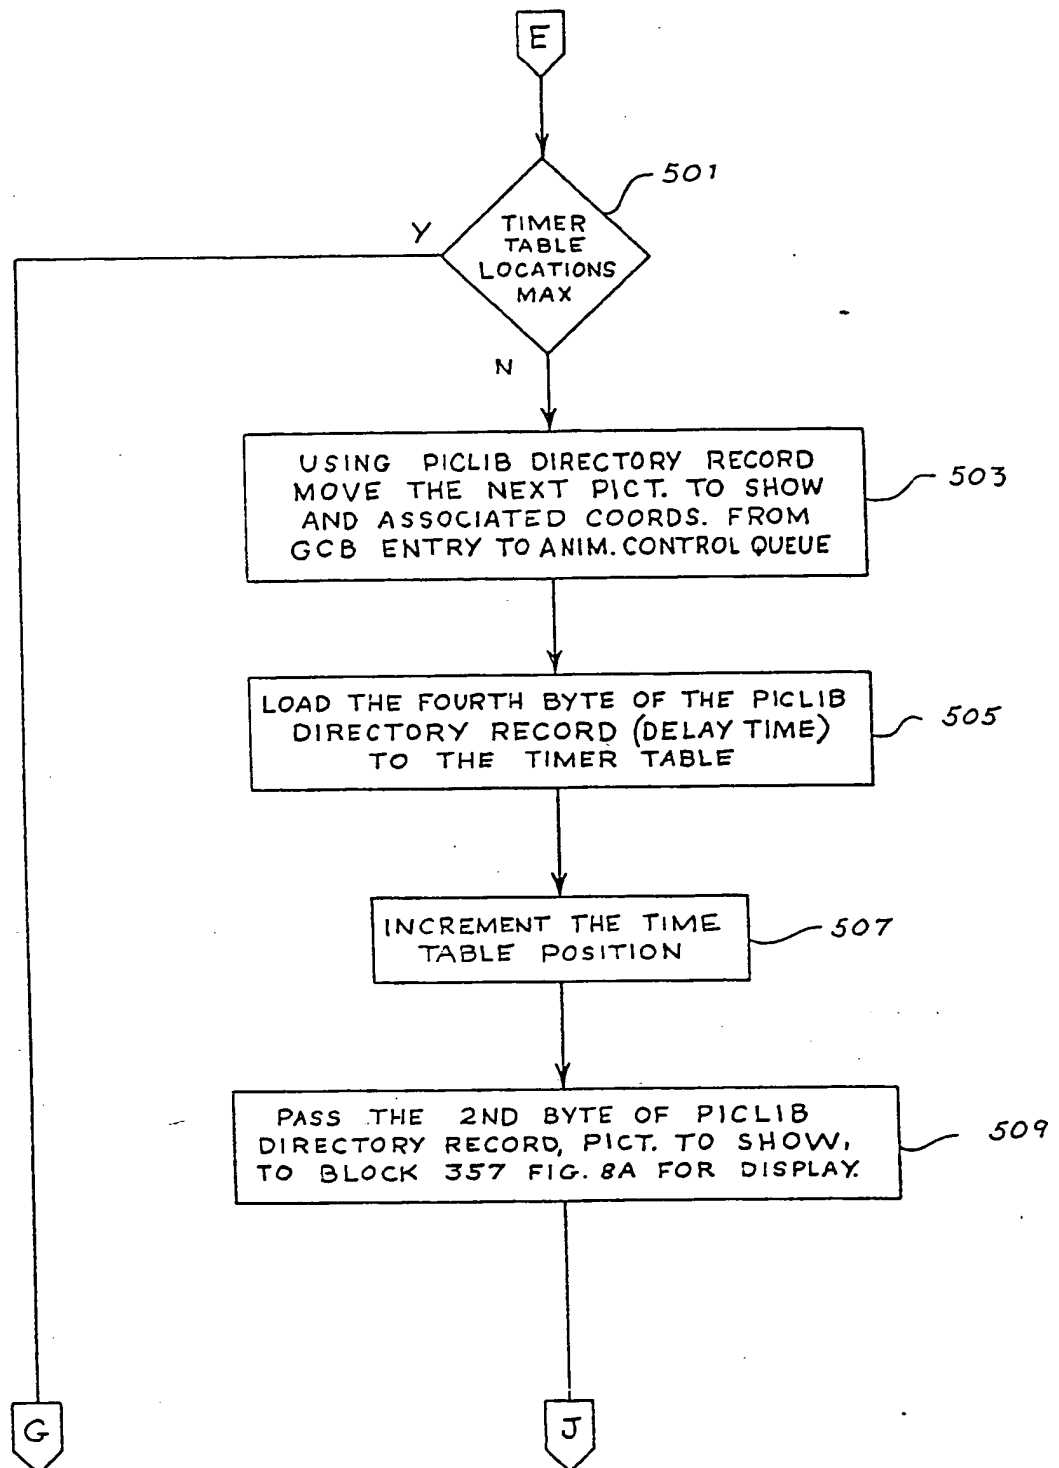 E
501
TIMER
TABLE
LOCATIONS
MAX
Y
N
USING PICLIB DIRECTORY RECORD
MOVE THE NEXT PICT. TO SHOW
AND ASSOCIATED COORDS. FROM
GCB ENTRY TO ANIM. CONTROL QUEUE
503
LOAD THE FOURTH BYTE OF THE PICLIB
DIRECTORY RECORD (DELAY TIME)
TO THE TIMER TABLE
505
INCREMENT THE TIME
TABLE POSITION
507
PASS THE 2ND BYTE OF PICLIB
DIRECTORY RECORD, PICT. TO SHOW,
TO BLOCK 357 FIG. 8A FOR DISPLAY.
509
G
J